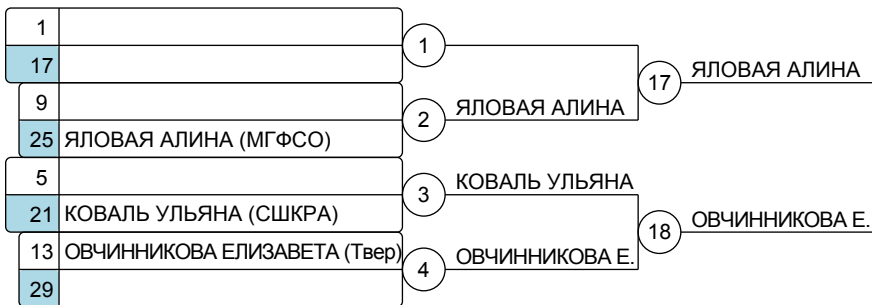 1
17
1
9
25 ЯЛОВАЯ АЛИНА (МГФСО)
2
ЯЛОВАЯ АЛИНА
17
ЯЛОВАЯ АЛИНА
5
21 КОВАЛЬ УЛЬЯНА (СШКРА)
3
КОВАЛЬ УЛЬЯНА
13 ОВЧИННИКОВА ЕЛИЗАВЕТА (Твер)
29
4
ОВЧИННИКОВА Е.
18
ОВЧИННИКОВА Е.